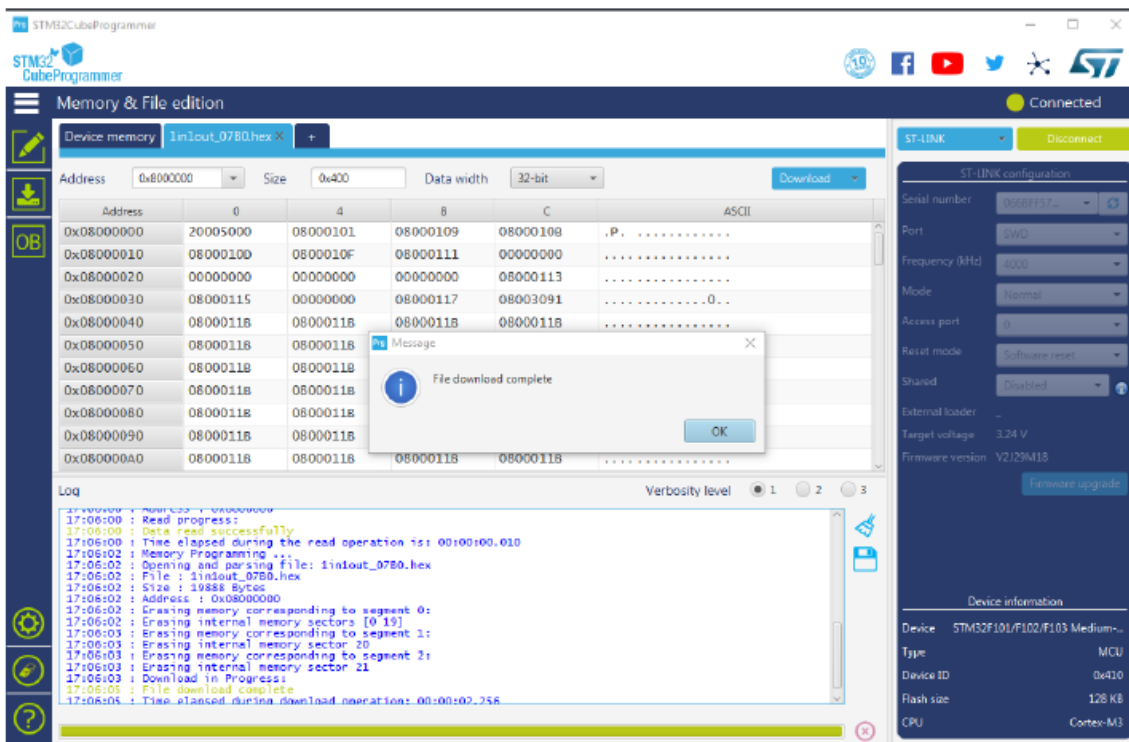 STM32CubeProgrammer
STM32
CubeProgrammer
Memory & File edition
Connected
Device memory 1in1out_07B0.hex × +
Address 0x8000000 Size 0x400 Data width 32-bit Download
Address 0 4 8 C ASCII
0x08000000 20005000 08000101 08000109 0800010B .P. ............
0x08000010 0800010D 0800010F 08000111 00000000 ................
0x08000020 00000000 00000000 00000000 08000113 ................
0x08000030 08000115 00000000 08000117 08003091 .............0..
0x08000040 0800011B 0800011B 0800011B 0800011B ................
0x08000050 0800011B 0800011B
0x08000060 0800011B 0800011B
0x08000070 0800011B 0800011B
0x08000080 0800011B 0800011B
0x08000090 0800011B 0800011B
0x080000A0 0800011B 0800011B 0800011B 0800011B ................
Prg Message
File download complete
OK
Log Verbosity level 1 2 3
17:06:00 : Address : 0x8000000
17:06:00 : Read progress:
17:06:00 : Data read successfully
17:06:00 : Time elapsed during the read operation is: 00:00:00.010
17:06:02 : Memory Programming ...
17:06:02 : Opening and parsing file: 1in1out_07B0.hex
17:06:02 : File : 1in1out_07B0.hex
17:06:02 : Size : 19888 Bytes
17:06:02 : Address : 0x08000000
17:06:02 : Erasing memory corresponding to segment 0:
17:06:02 : Erasing internal memory sectors [0 19]
17:06:03 : Erasing memory corresponding to segment 1:
17:06:03 : Erasing internal memory sector 20
17:06:03 : Erasing memory corresponding to segment 2:
17:06:03 : Erasing internal memory sector 21
17:06:03 : Download in Progress:
17:06:05 : File download complete
17:06:05 : Time elapsed during download operation: 00:00:02.256
OB
ST-LINK Disconnect
ST-LINK configuration
Serial number 066BFF57...
Port SWD
Frequency (kHz) 4000
Mode Normal
Access port 0
Reset mode Software reset
Shared Disabled
External loader _
Target voltage 3.24 V
Firmware version V2J29M18
Firmware upgrade
Device information
Device STM32F101/F102/F103 Medium-...
Type MCU
Device ID 0x410
Flash size 128 KB
CPU Cortex-M3